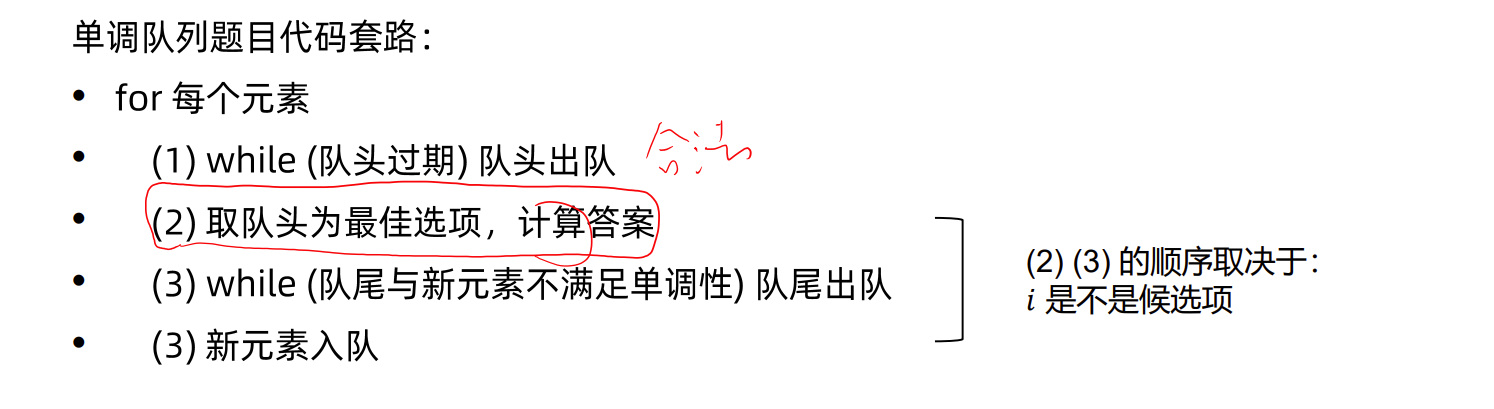 单调队列题目代码套路：
• for 每个元素
• (1) while (队头过期) 队头出队 合法
• (2) 取队头为最佳选项，计算答案
• (3) while (队尾与新元素不满足单调性) 队尾出队
• (3) 新元素入队
(2) (3) 的顺序取决于：
i 是不是候选项